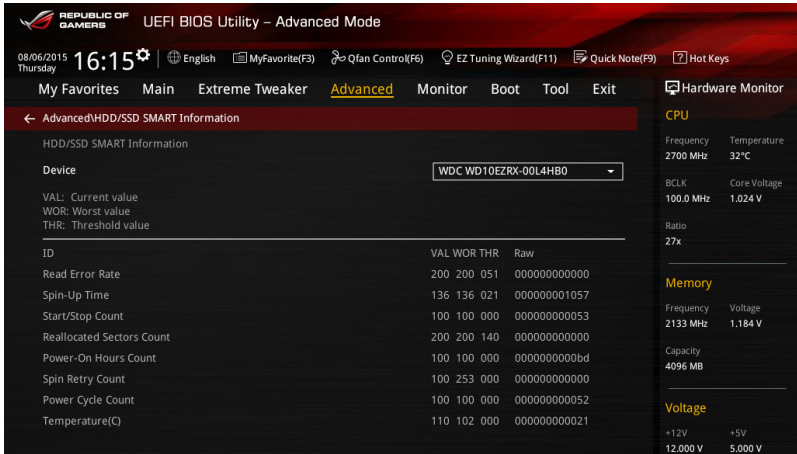 REPUBLIC OF
GAMERS
UEFI BIOS Utility – Advanced Mode
08/06/2015
Thursday
16:15
English
MyFavorite(F3)
Qfan Control(F6)
EZ Tuning Wizard(F11)
Quick Note(F9)
? Hot Keys
My Favorites Main Extreme Tweaker Advanced Monitor Boot Tool Exit
Advanced\HDD/SSD SMART Information
HDD/SSD SMART Information
Device WDC WD10EZRX-00L4HB0
VAL: Current value
WOR: Worst value
THR: Threshold value
ID VAL WOR THR Raw
Read Error Rate 200 200 051 000000000000
Spin-Up Time 136 136 021 000000001057
Start/Stop Count 100 100 000 000000000053
Reallocated Sectors Count 200 200 140 000000000000
Power-On Hours Count 100 100 000 0000000000bd
Spin Retry Count 100 253 000 000000000000
Power Cycle Count 100 100 000 000000000052
Temperature(C) 110 102 000 000000000021
Hardware Monitor
CPU
Frequency Temperature
2700 MHz 32°C
BCLK Core Voltage
100.0 MHz 1.024 V
Ratio
27x
Memory
Frequency Voltage
2133 MHz 1.184 V
Capacity
4096 MB
Voltage
+12V +5V
12.000 V 5.000 V